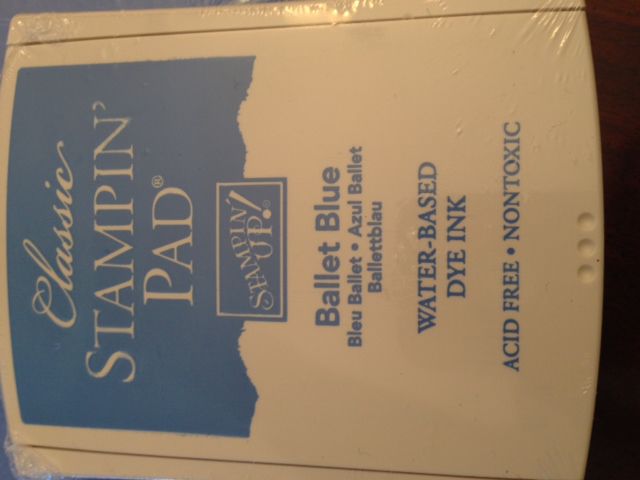 Classic
STAMPIN'
PAD®
STAMPIN'
UP!®
Ballet Blue
Bleu Ballet • Azul Ballet
Ballettblau
WATER-BASED
DYE INK
ACID FREE • NONTOXIC